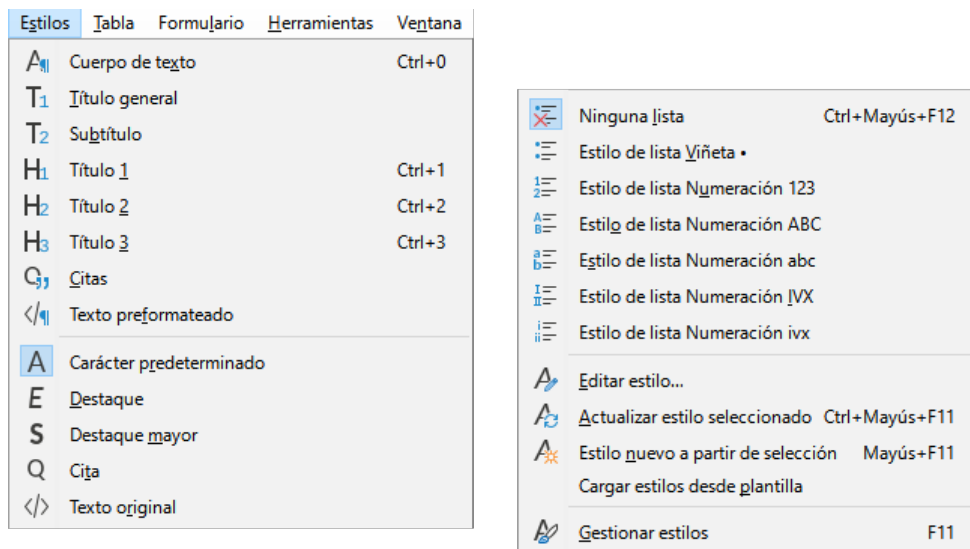 Estilos Tabla Formulario Herramientas Ventana
Cuerpo de texto Ctrl+0
Título general
Subtítulo
Título 1 Ctrl+1
Título 2 Ctrl+2
Título 3 Ctrl+3
Citas
Texto preformateado
Carácter predeterminado
Destaque
Destaque mayor
Cita
Texto original
Ninguna lista Ctrl+Mayús+F12
Estilo de lista Viñeta •
Estilo de lista Numeración 123
Estilo de lista Numeración ABC
Estilo de lista Numeración abc
Estilo de lista Numeración IVX
Estilo de lista Numeración ivx
Editar estilo...
Actualizar estilo seleccionado Ctrl+Mayús+F11
Estilo nuevo a partir de selección Mayús+F11
Cargar estilos desde plantilla
Gestionar estilos F11